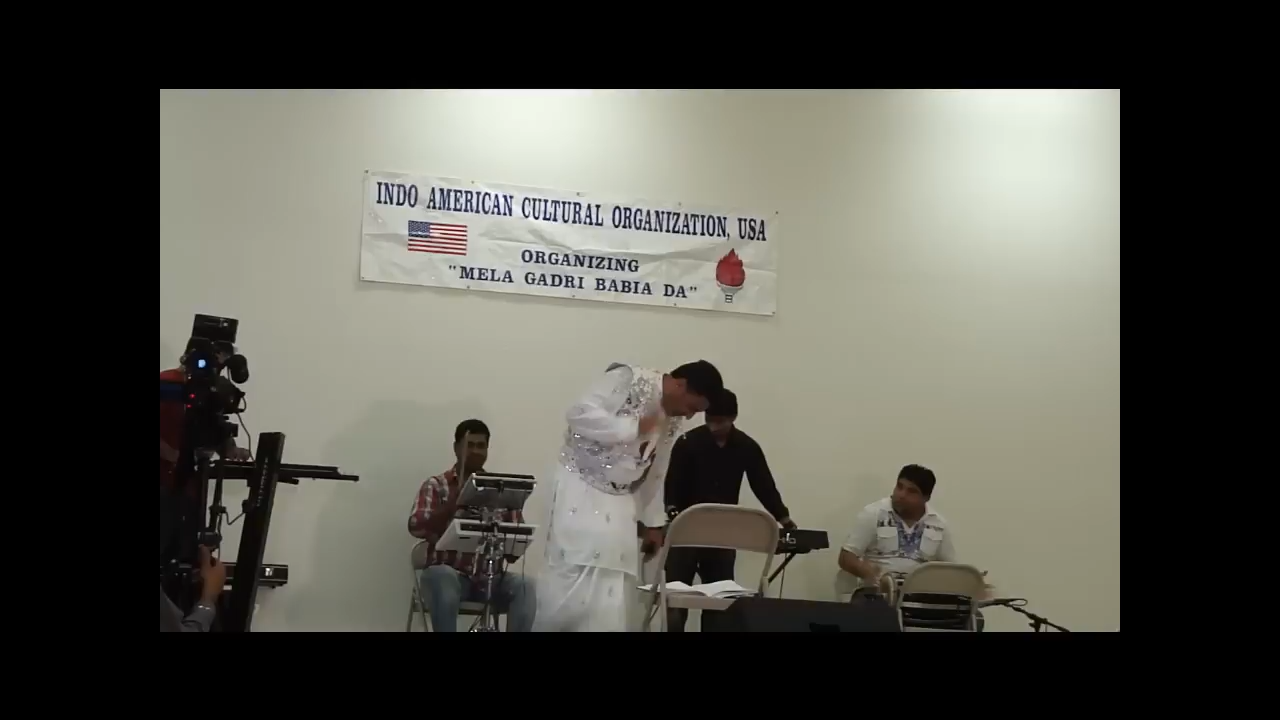 INDO AMERICAN CULTURAL ORGANIZATION, USA
ORGANIZING
"MELA GADRI BABIA DA"